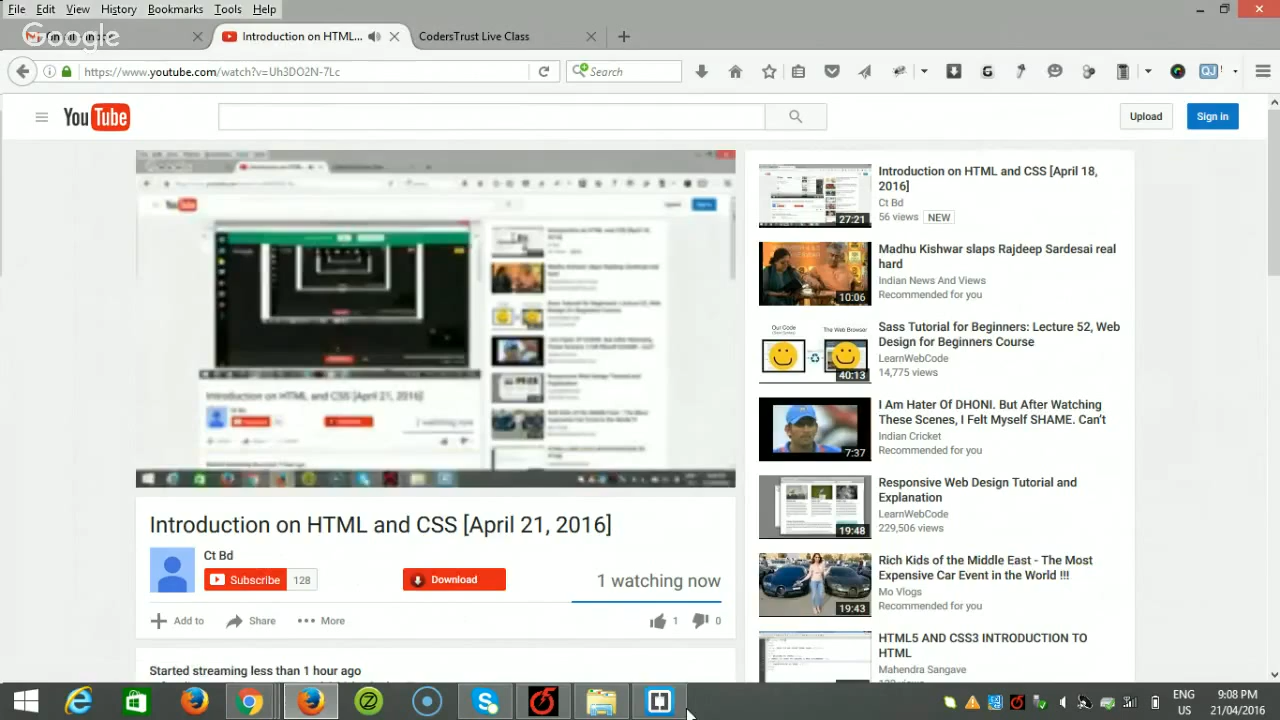 File Edit View History Bookmarks Tools Help
Google
Introduction on HTML...
CodersTrust Live Class
https://www.youtube.com/watch?v=Uh3DO2N-7Lc
Search
YouTube
Upload
Sign in
Introduction on HTML and CSS [April 21, 2016]
Ct Bd
Subscribe 128
Download
1 watching now
Add to Share More
1 0
Started streaming less than 1 hour
27:21
Introduction on HTML and CSS [April 18,
2016]
Ct Bd
56 views NEW
10:06
Madhu Kishwar slaps Rajdeep Sardesai real
hard
Indian News And Views
Recommended for you
Our Code
The Web Browser
40:13
Sass Tutorial for Beginners: Lecture 52, Web
Design for Beginners Course
LearnWebCode
14,775 views
7:37
I Am Hater Of DHONI. But After Watching
These Scenes, I Felt Myself SHAME. Can't
Indian Cricket
Recommended for you
19:48
Responsive Web Design Tutorial and
Explanation
LearnWebCode
229,506 views
19:43
Rich Kids of the Middle East - The Most
Expensive Car Event in the World !!!
Mo Vlogs
Recommended for you
HTML5 AND CSS3 INTRODUCTION TO
HTML
Mahendra Sangave
ENG
US
9:08 PM
21/04/2016